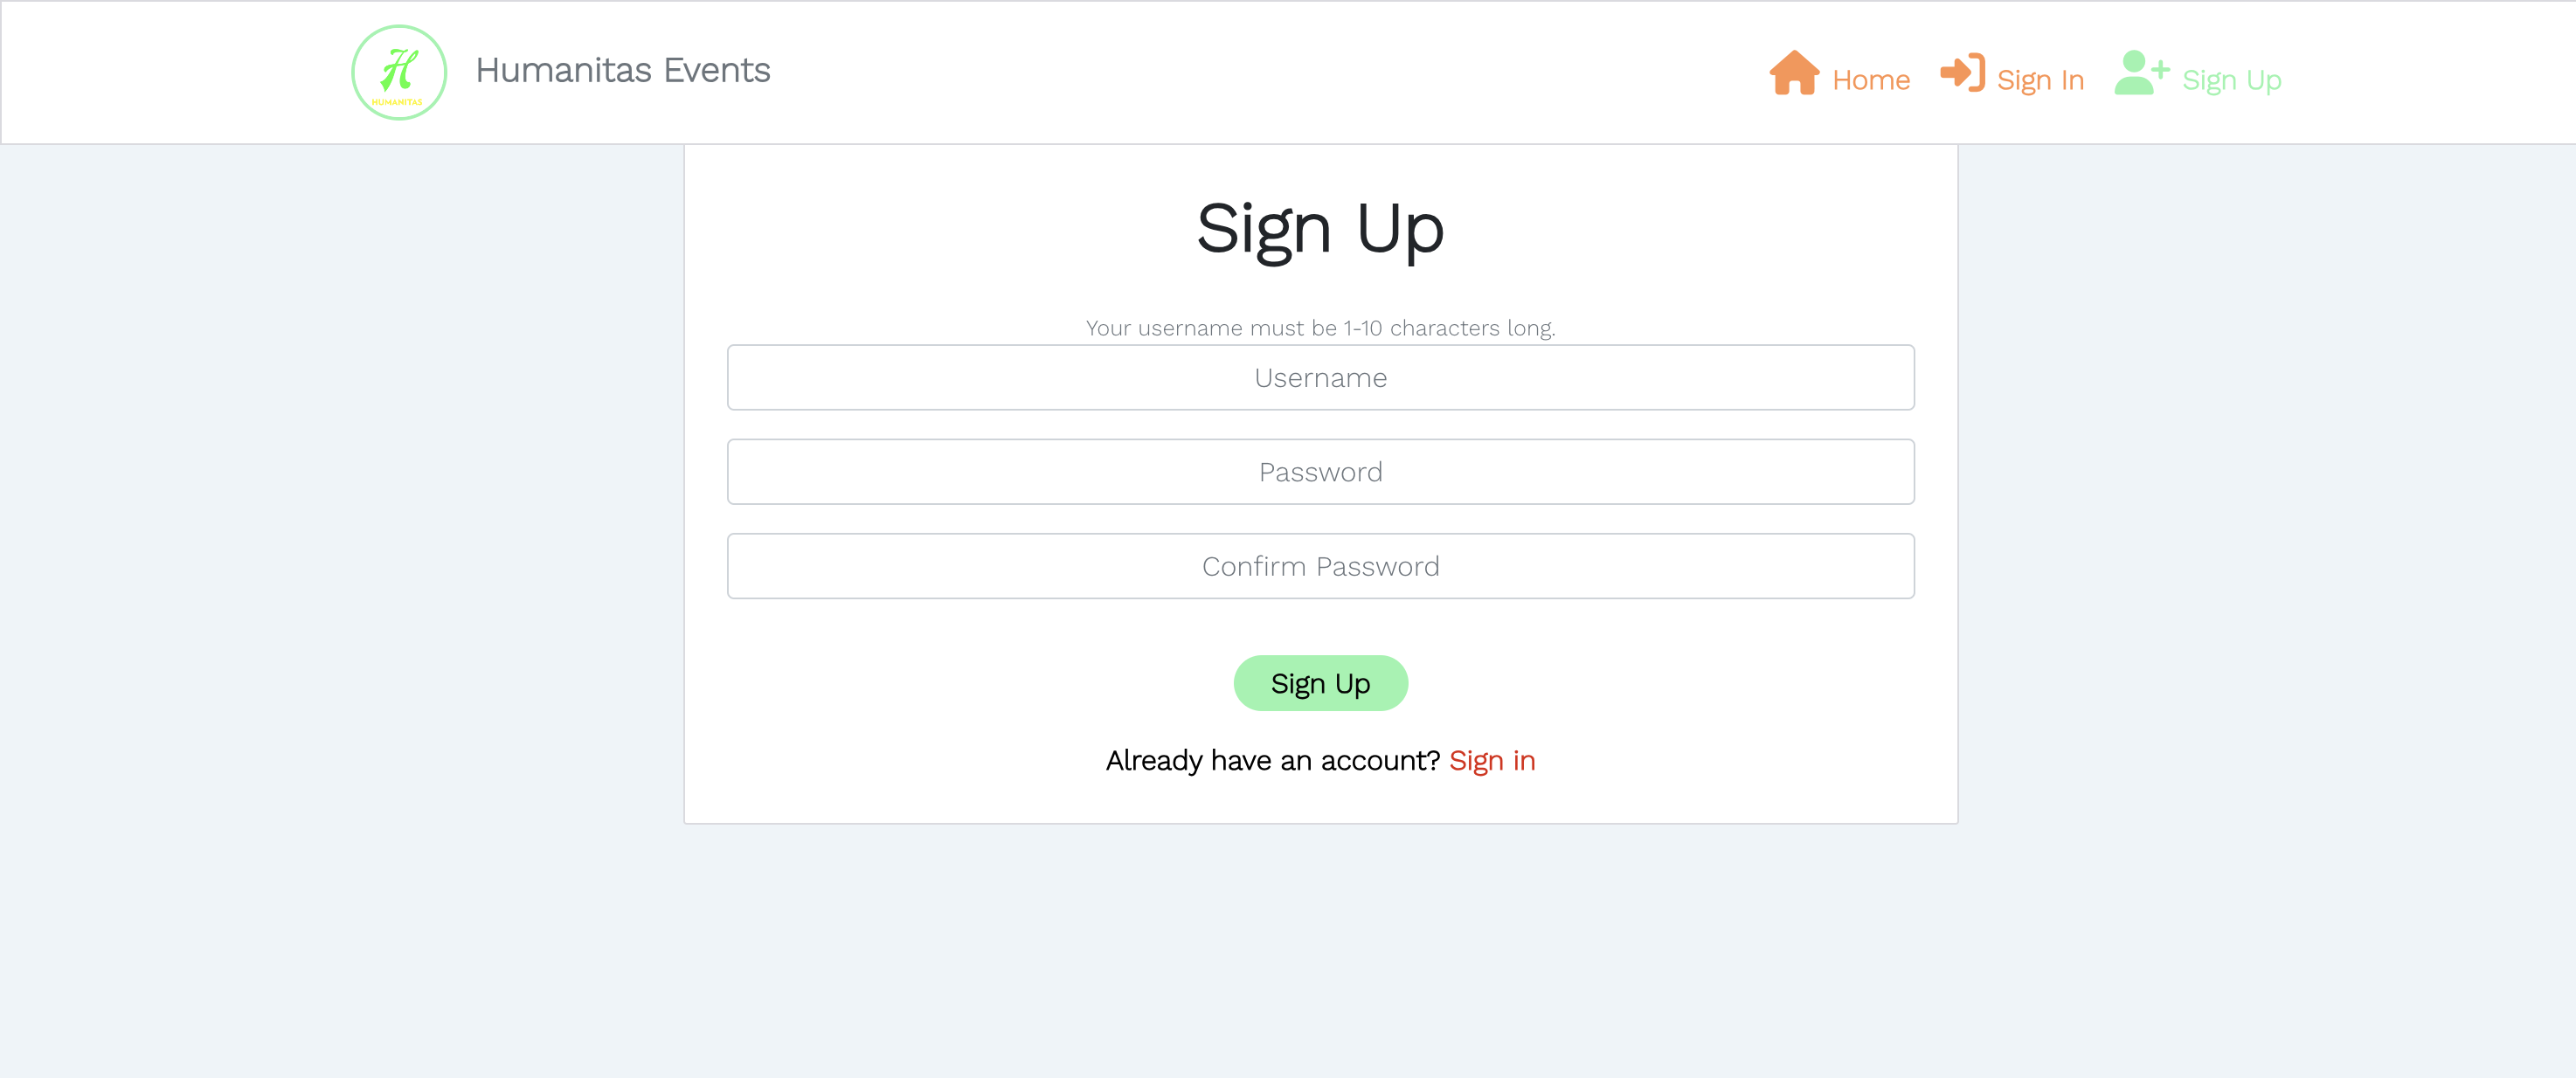 H
HUMANITAS
Humanitas Events
Home
Sign In
Sign Up
Sign Up
Your username must be 1-10 characters long.
Username
Password
Confirm Password
Sign Up
Already have an account? Sign in